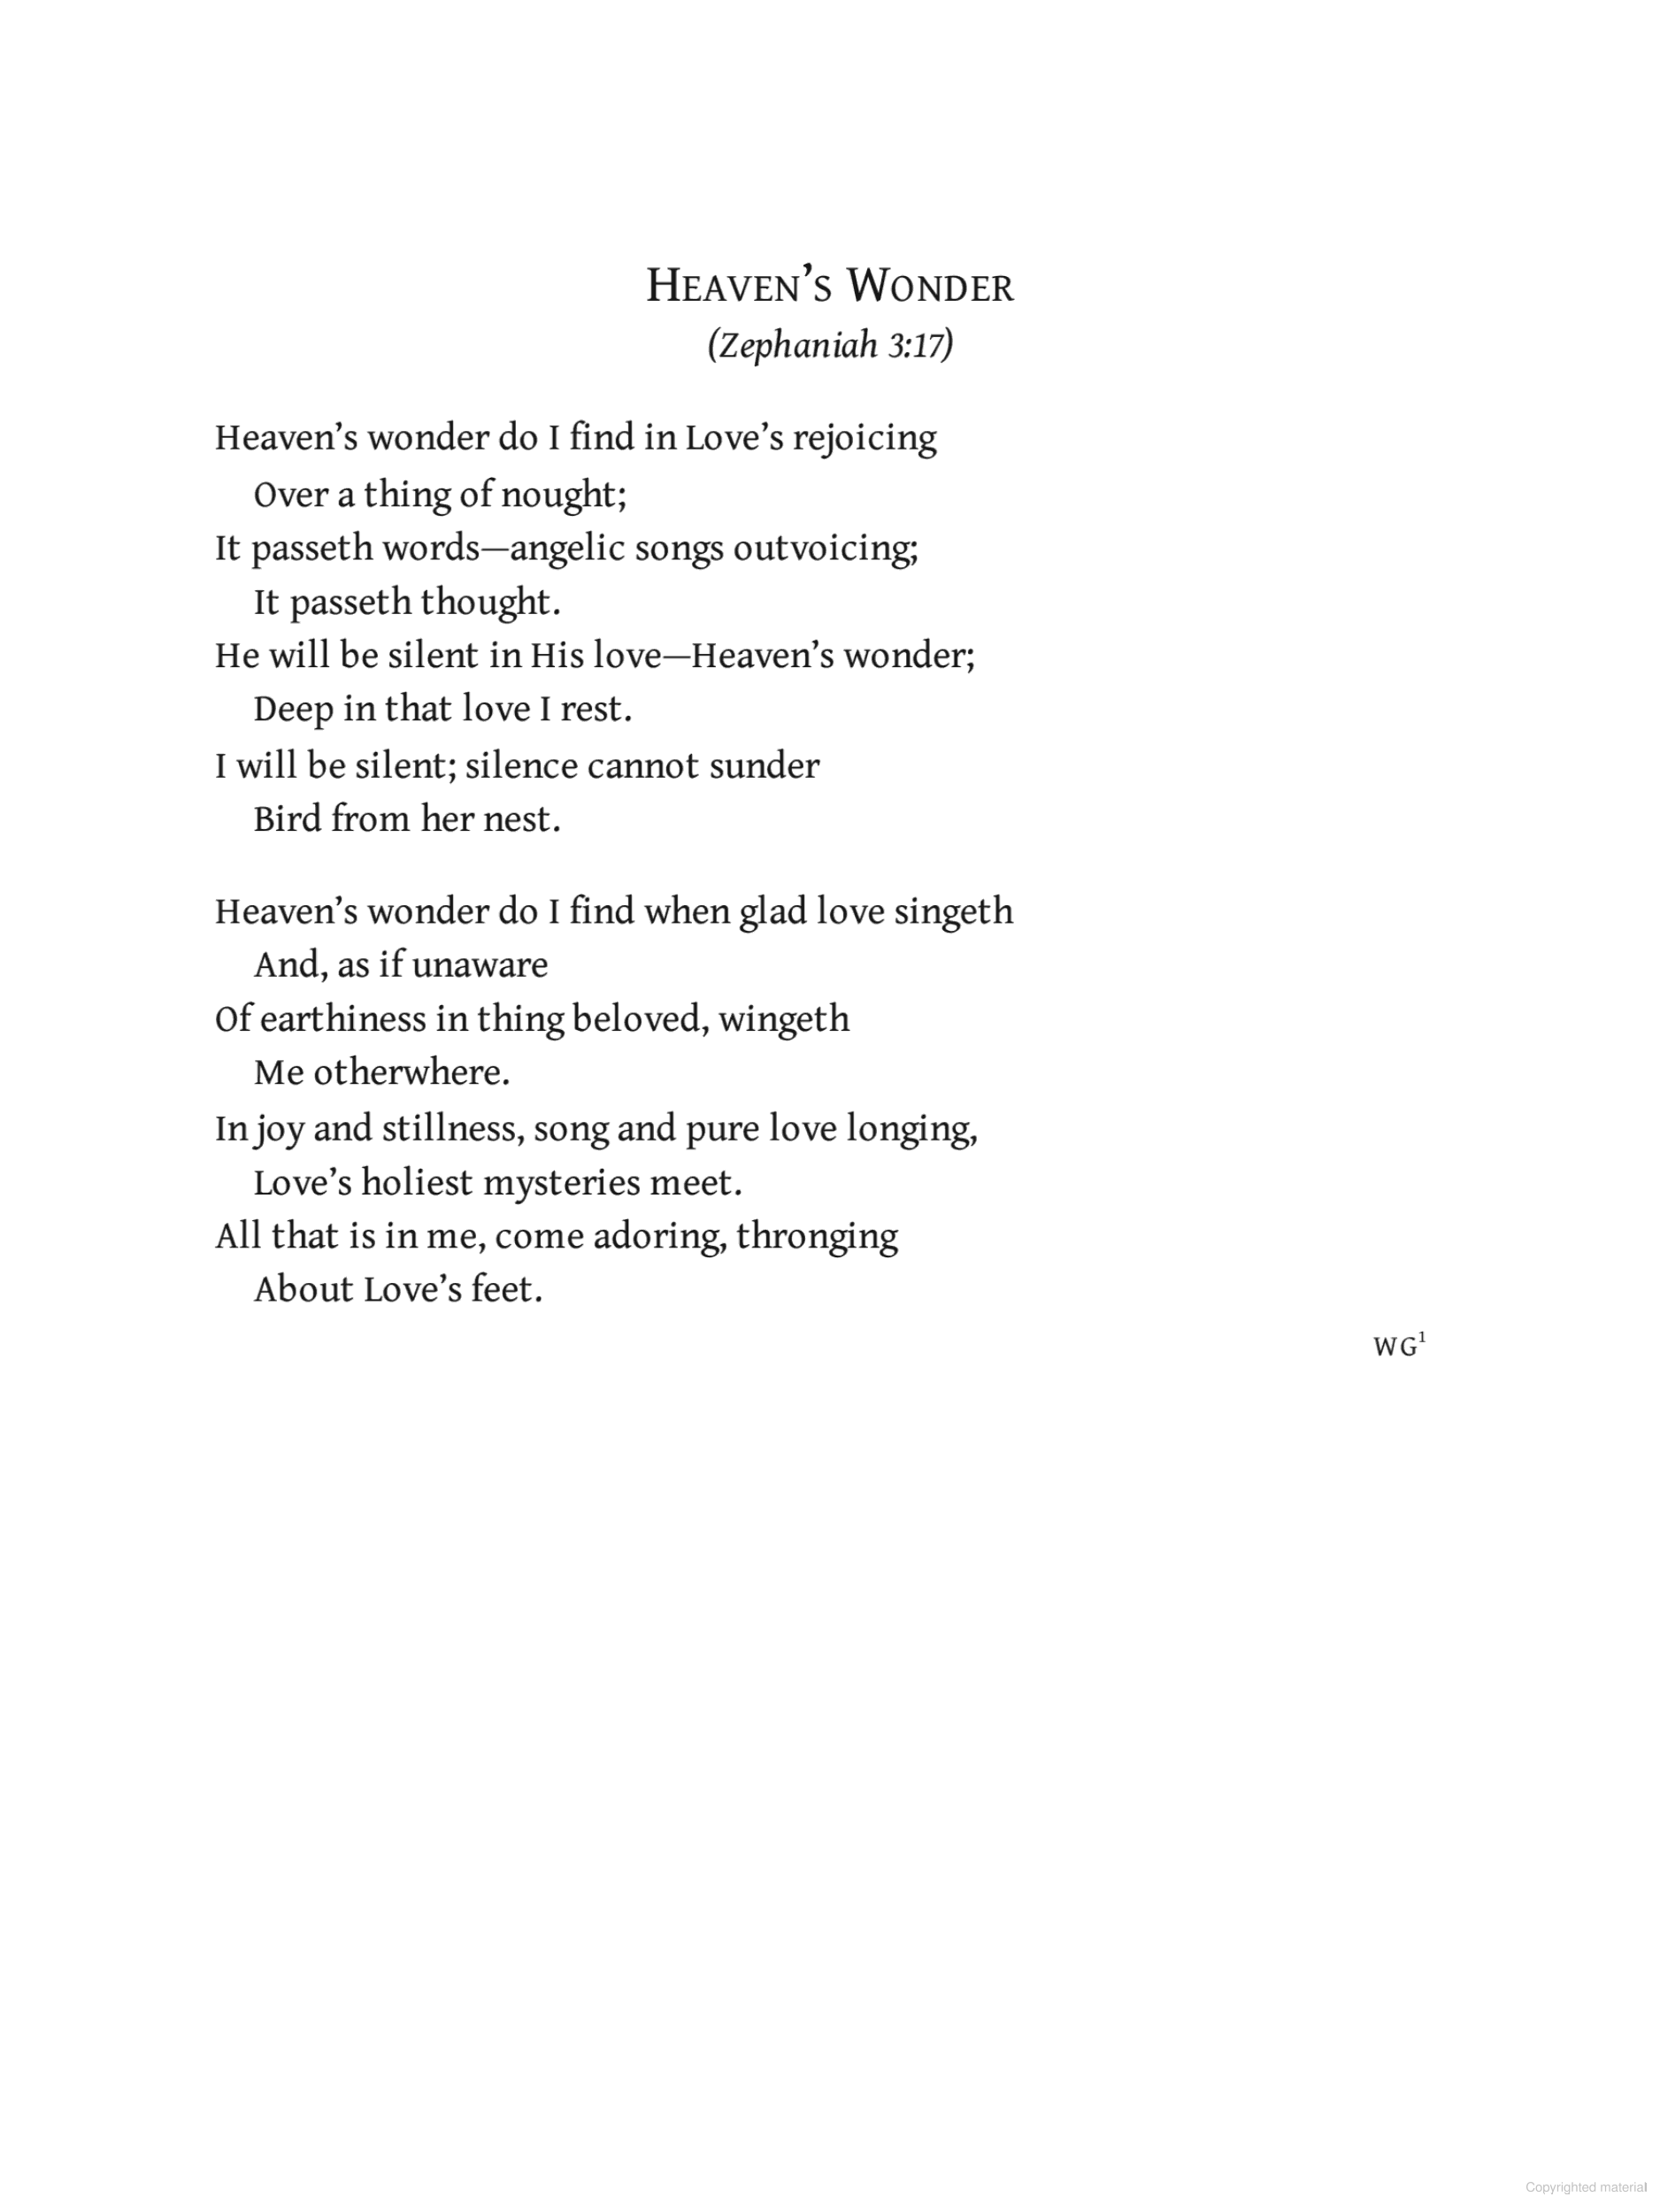 Heaven’s Wonder
(Zephaniah 3:17)
Heaven’s wonder do I find in Love’s rejoicing
Over a thing of nought;
It passeth words—angelic songs outvoicing;
It passeth thought.
He will be silent in His love—Heaven’s wonder;
Deep in that love I rest.
I will be silent; silence cannot sunder
Bird from her nest.
Heaven’s wonder do I find when glad love singeth
And, as if unaware
Of earthiness in thing beloved, wingeth
Me otherwhere.
In joy and stillness, song and pure love longing,
Love’s holiest mysteries meet.
All that is in me, come adoring, thronging
About Love’s feet.
WG¹
Copyrighted material